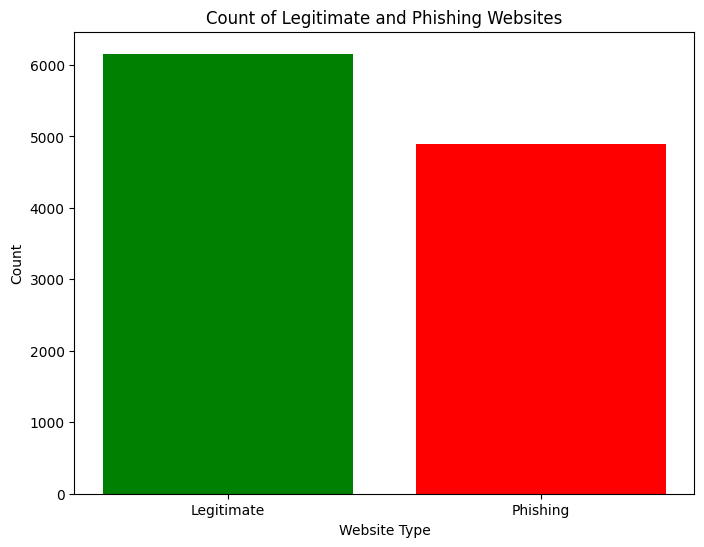 Count of Legitimate and Phishing Websites
6000
5000
4000
3000
2000
1000
0
Count
Legitimate
Phishing
Website Type